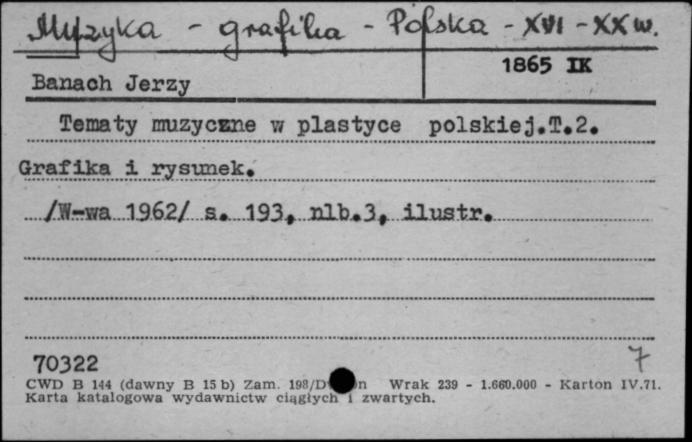 Muzyka - grafika - Polska - XVI - XX w.
1865 IK
Banach Jerzy
Tematy muzyczne w plastyce polskiej.T.2.
Grafika i rysunek.
/W-wa 1962/ s. 193, nlb.3, ilustr.
70322
7
CWD B 144 (dawny B 15 b) Zam. 198/D n Wrak 239 - 1.660.000 - Karton IV.71.
Karta katalogowa wydawnictw ciągłych i zwartych.